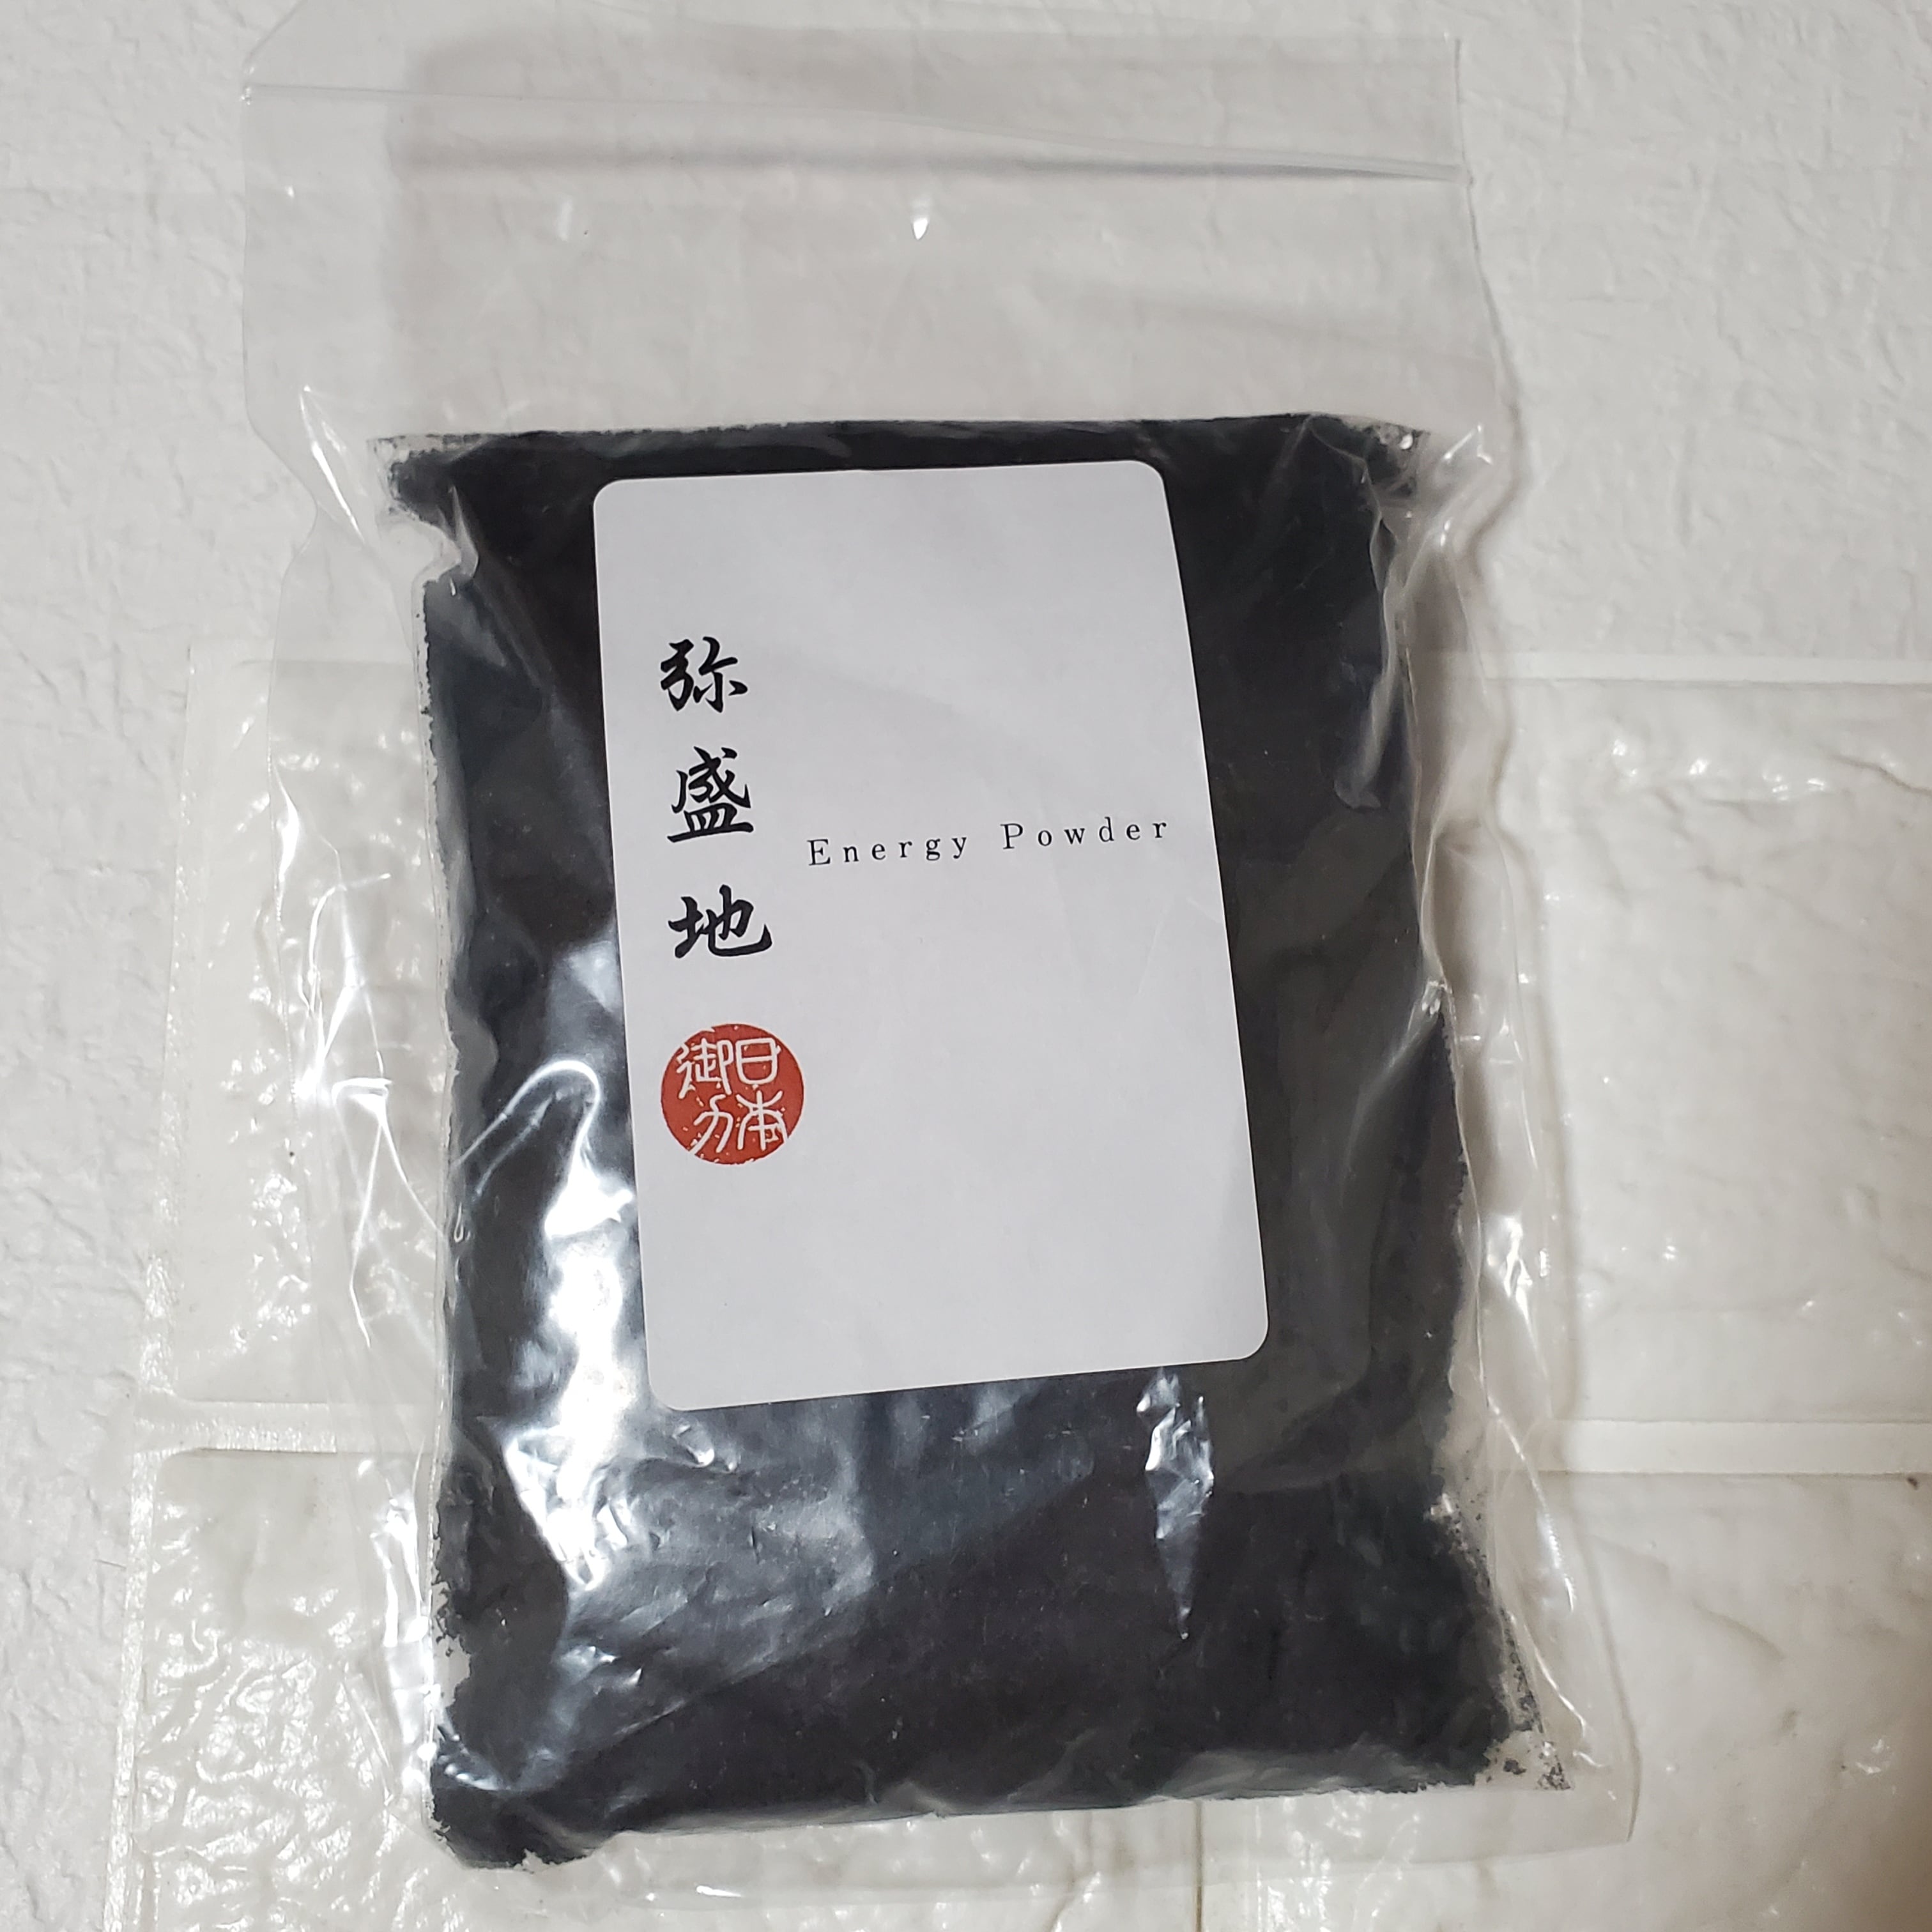 弥盛地
Energy Powder
日本
御力